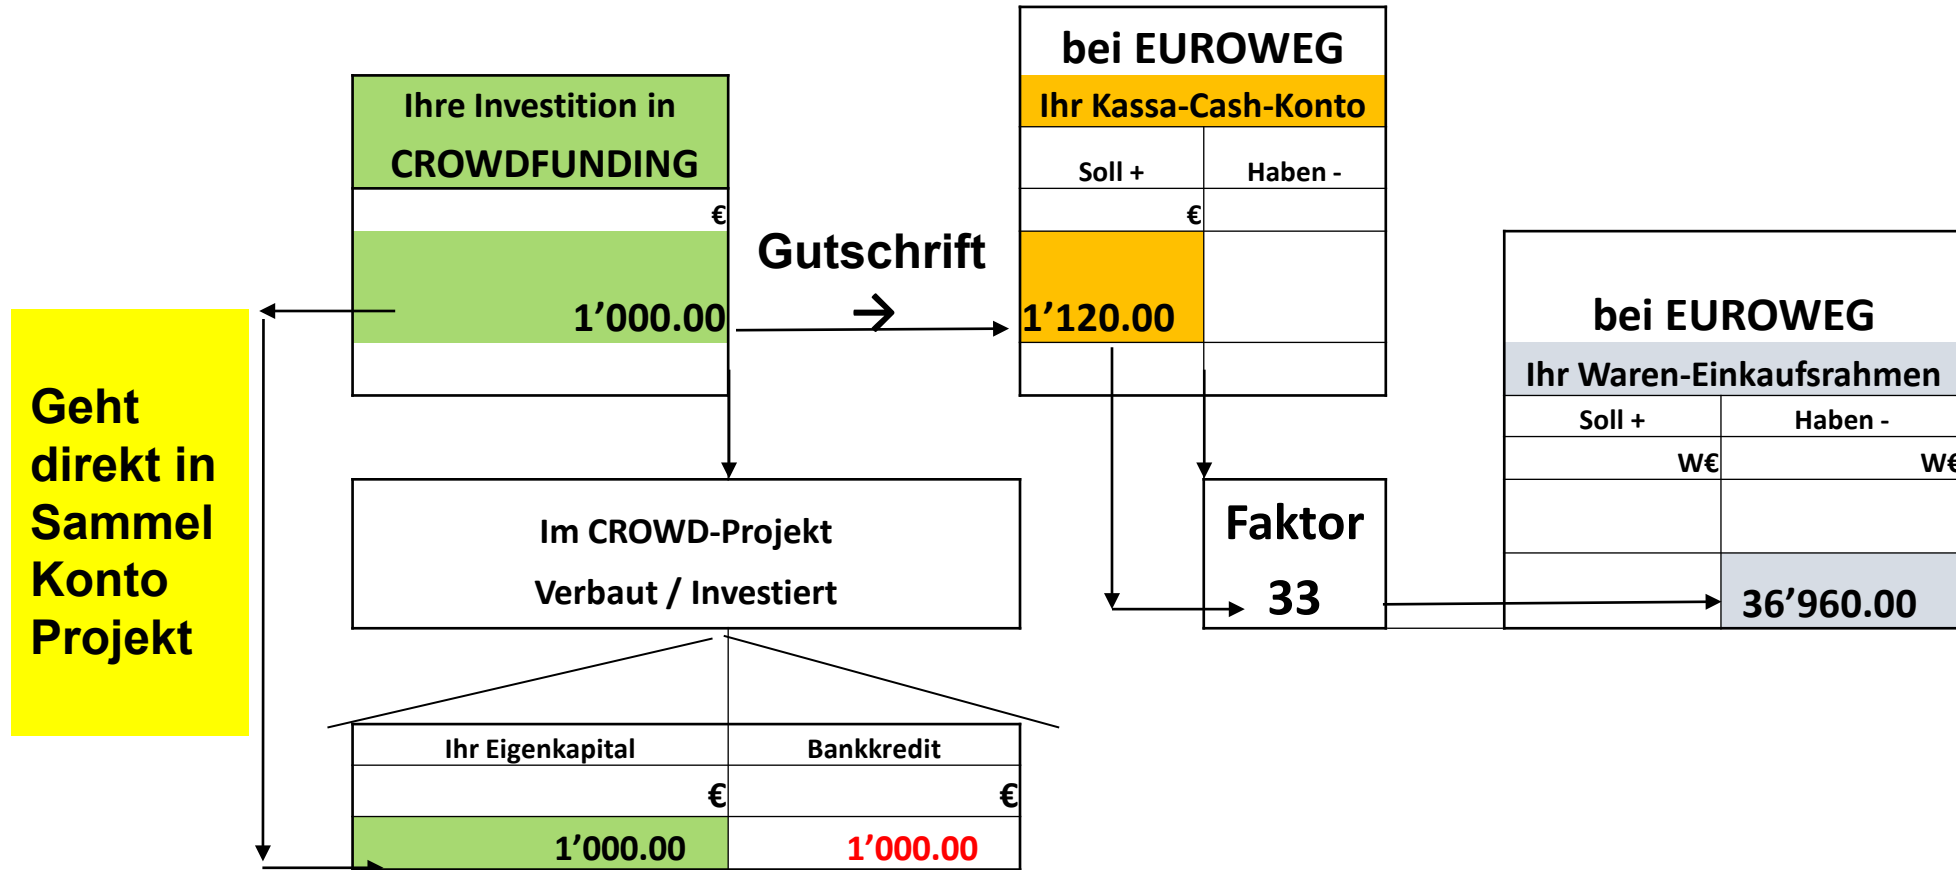 bei EUROWEG
Ihre Investition in
CROWDFUNDING
Ihr Kassa-Cash-Konto
Soll +
Haben -
€
€
Gutschrift
→
1’000.00
1’120.00
bei EUROWEG
Ihr Waren-Einkaufsrahmen
Soll +
Haben -
W€
W€
Geht
direkt in
Sammel
Konto
Projekt
Im CROWD-Projekt
Verbaut / Investiert
Faktor
33
36’960.00
Ihr Eigenkapital
Bankkredit
€
€
1’000.00
1’000.00